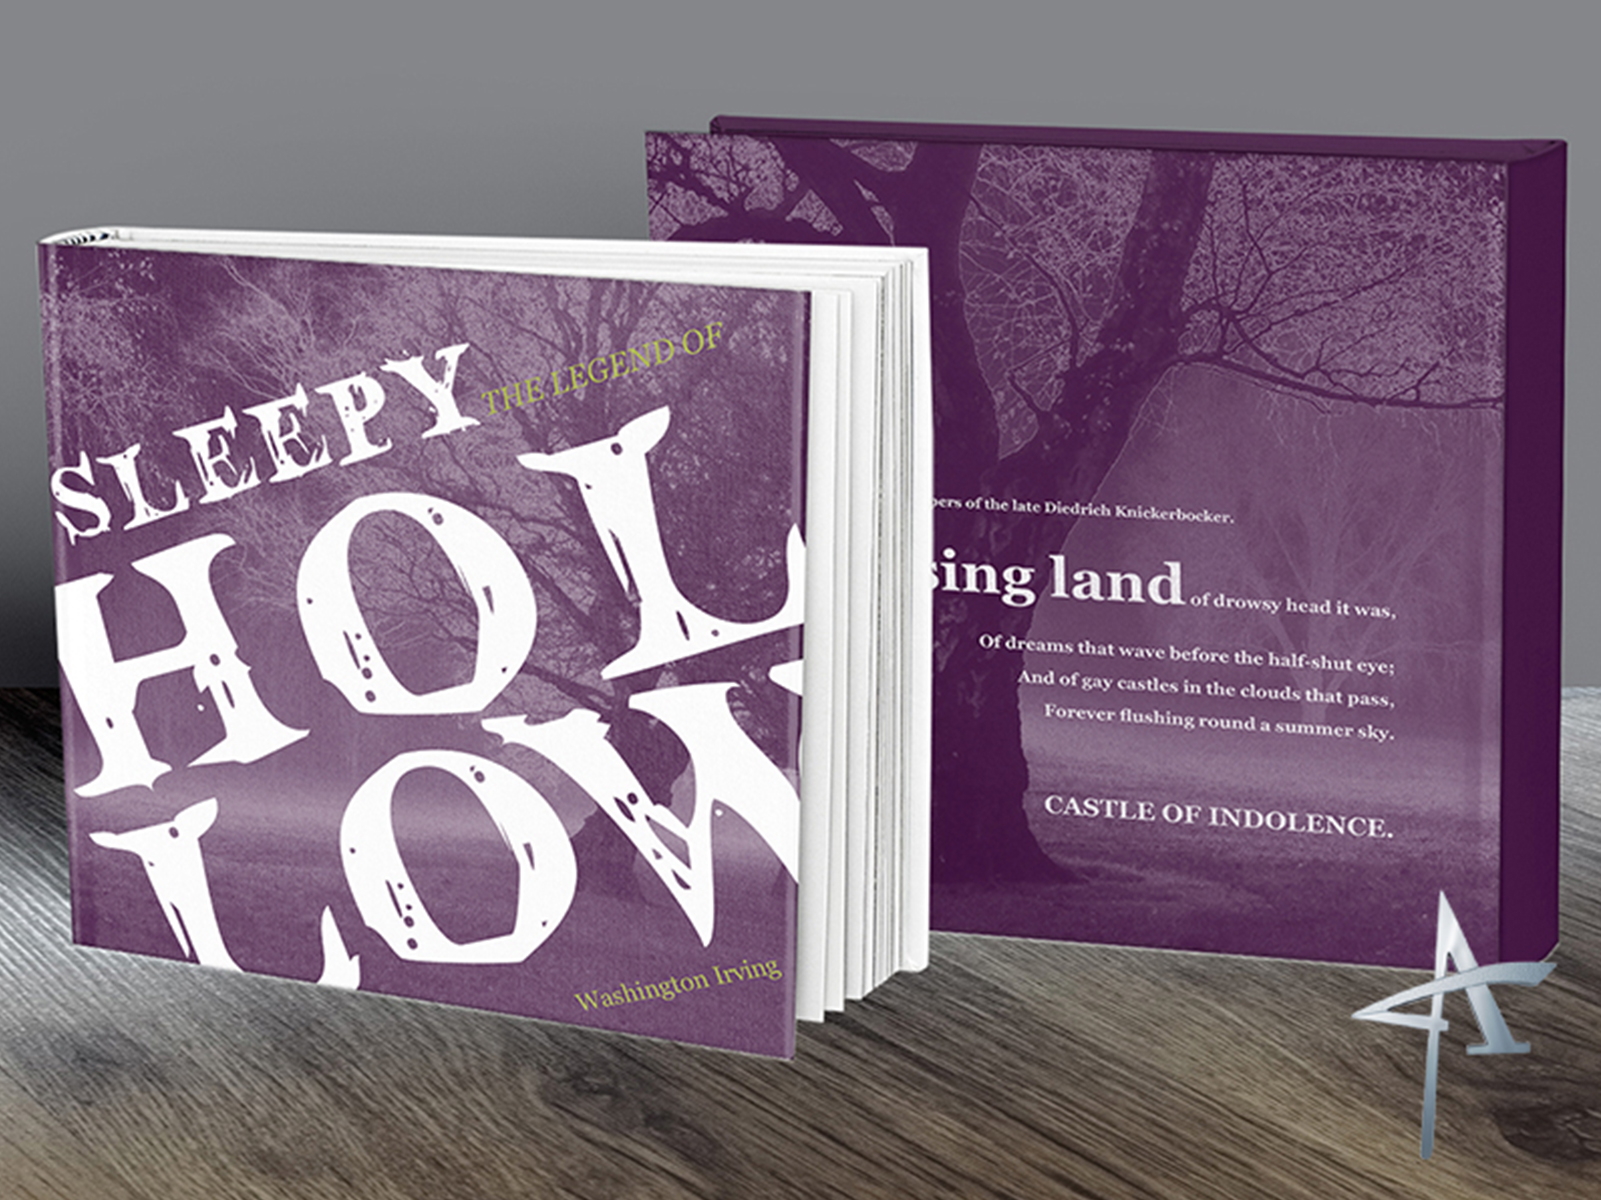 THE LEGEND OF
SLEEPY
HOL
LOW
Washington Irving
of the late Diedrich Knickerbocker.
land of drowsy head it was,
Of dreams that wave before the half-shut eye;
And of gay castles in the clouds that pass,
Forever flushing round a summer sky.
CASTLE OF INDOLENCE.